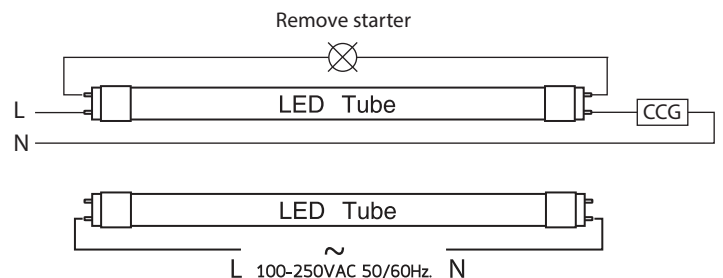 Remove starter
L LED Tube CCG
N
LED Tube
L ~ 100-250VAC 50/60Hz. N